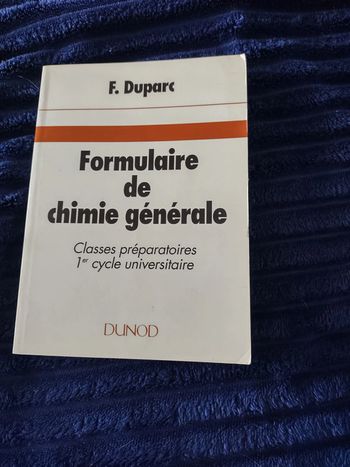 F. Duparc
Formulaire
de
chimie générale
Classes préparatoires
1er cycle universitaire
DUNOD